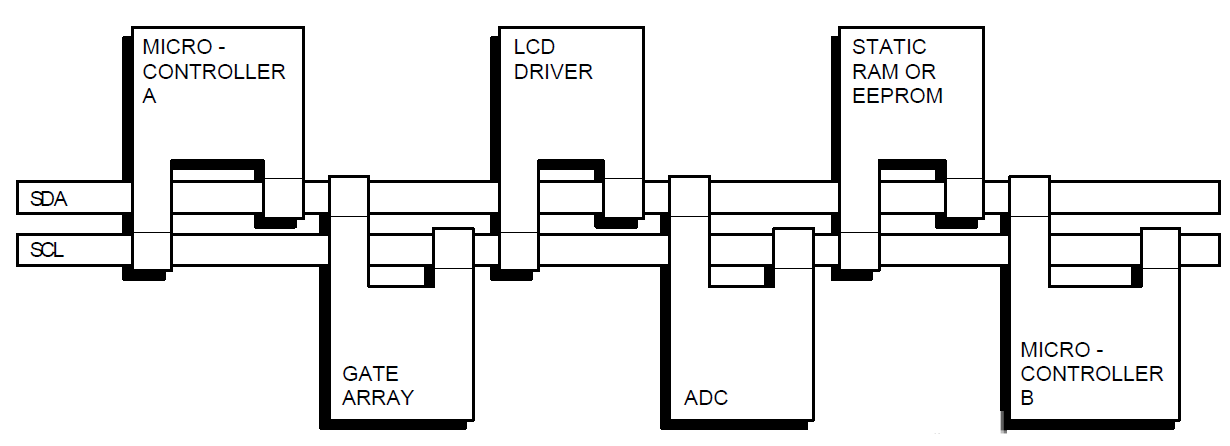 MICRO -
CONTROLLER
A
LCD
DRIVER
STATIC
RAM OR
EEPROM
SDA
SCL
GATE
ARRAY
ADC
MICRO -
CONTROLLER
B